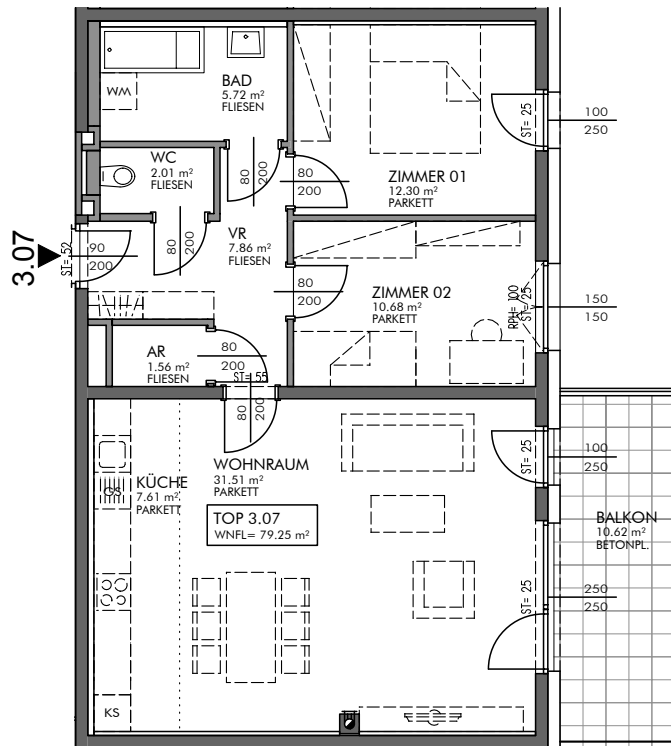 BAD
5.72 m²
FLIESEN
WM
ST= 25
100
250
WC
2.01 m²
FLIESEN
80
200
80
200
ZIMMER 01
12.30 m²
PARKETT
3.07
ST= 52
90
200
80
200
VR
7.86 m²
FLIESEN
80
200
ZIMMER 02
10.68 m²
PARKETT
RPH= 100
ST= 25
150
150
AR
1.56 m²
FLIESEN
80
200
ST= 55
80
200
ST= 25
100
250
KÜCHE
7.61 m²
PARKETT
GS
WOHNRAUM
31.51 m²
PARKETT
TOP 3.07
WNFL= 79.25 m²
BALKON
10.62 m²
BETONPL.
ST= 25
250
250
KS